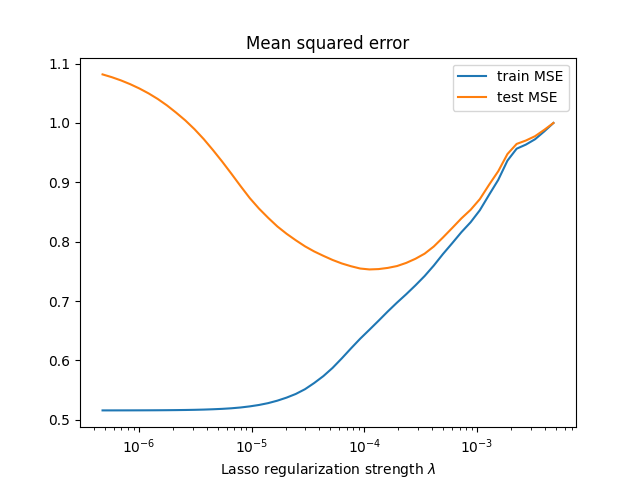 Mean squared error
train MSE
test MSE
1.1
1.0
0.9
0.8
0.7
0.6
0.5
10⁻⁶ 10⁻⁵ 10⁻⁴ 10⁻³
Lasso regularization strength λ